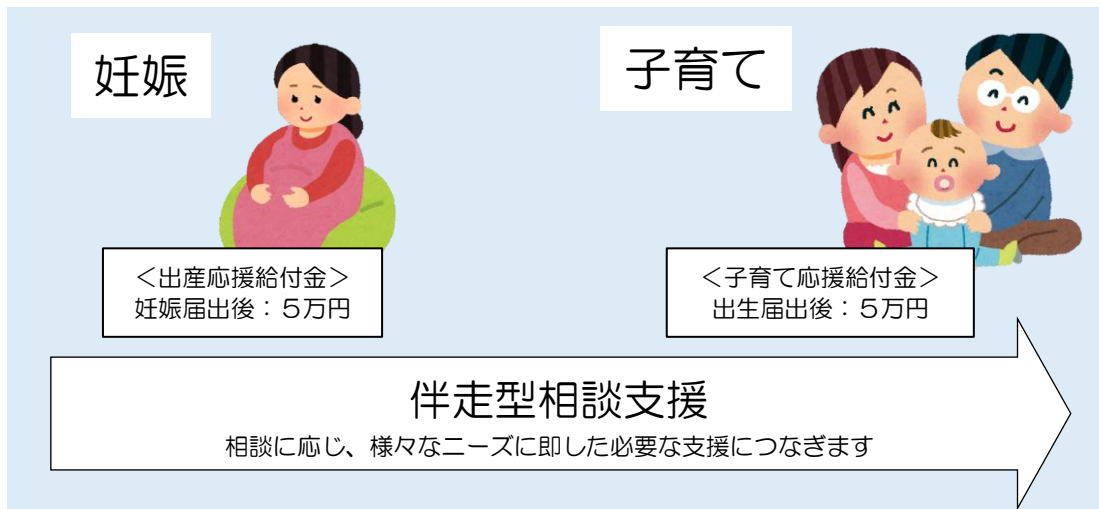 妊娠
子育て
＜出産応援給付金＞
妊娠届出後：５万円
＜子育て応援給付金＞
出生届出後：５万円
伴走型相談支援
相談に応じ、様々なニーズに即した必要な支援につなぎます